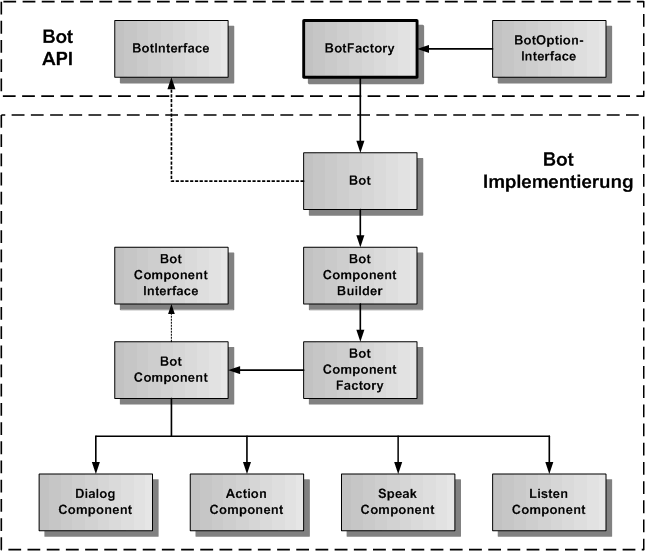 Bot
API
BotInterface
BotFactory
BotOption-
Interface
Bot
Implementierung
Bot
Bot
Component
Builder
Bot
Component
Interface
Bot
Component
Bot
Component
Factory
Dialog
Component
Action
Component
Speak
Component
Listen
Component